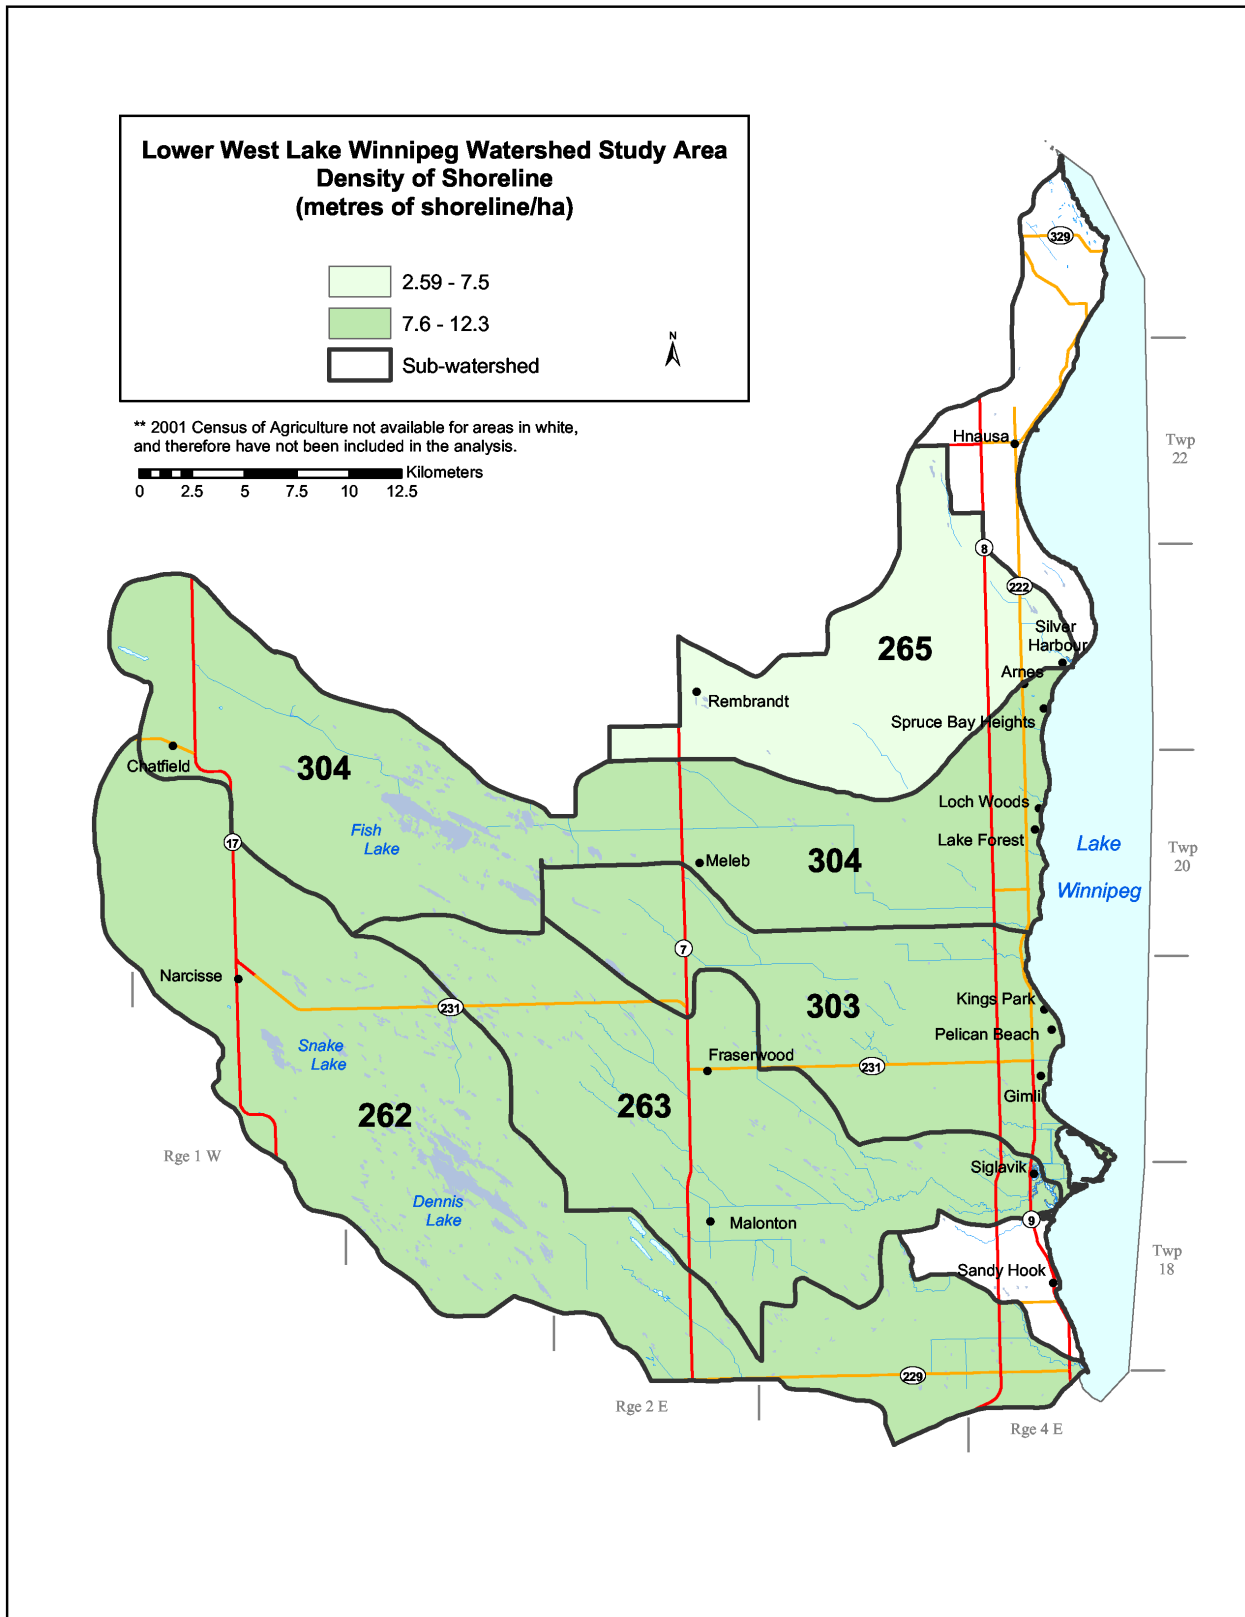 Lower West Lake Winnipeg Watershed Study Area
Density of Shoreline
(metres of shoreline/ha)
2.59 - 7.5
7.6 - 12.3
Sub-watershed
N
** 2001 Census of Agriculture not available for areas in white,
and therefore have not been included in the analysis.
Kilometers
0 2.5 5 7.5 10 12.5
329
Hnausa
Twp
22
8
222
Silver
Harbour
265
Arnes
Rembrandt
Spruce Bay Heights
Chatfield
304
Loch Woods
Fish
Lake
17
Lake Forest
Lake
Winnipeg
Meleb
304
Twp
20
7
Narcisse
231
303
Kings Park
Pelican Beach
Snake
Lake
Fraserwood
231
Gimli
262
263
Rge 1 W
Siglavik
Dennis
Lake
Malonton
9
Sandy Hook
Twp
18
229
Rge 2 E
Rge 4 E